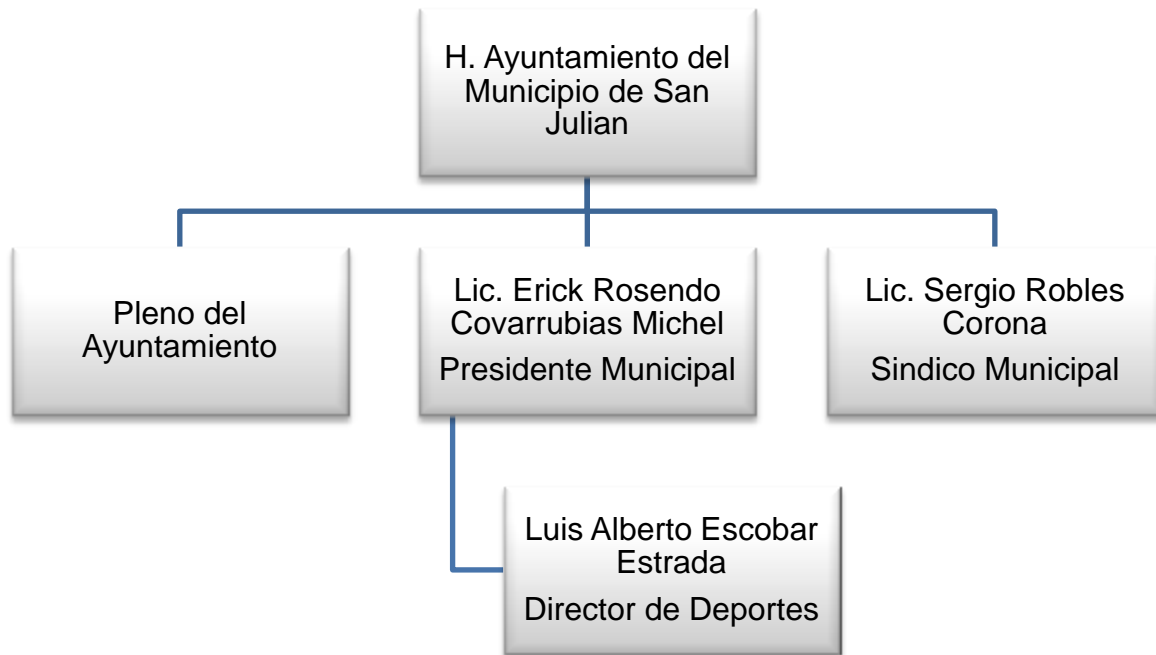 H. Ayuntamiento del
Municipio de San
Julian
Pleno del
Ayuntamiento
Lic. Erick Rosendo
Covarrubias Michel
Presidente Municipal
Lic. Sergio Robles
Corona
Sindico Municipal
Luis Alberto Escobar
Estrada
Director de Deportes